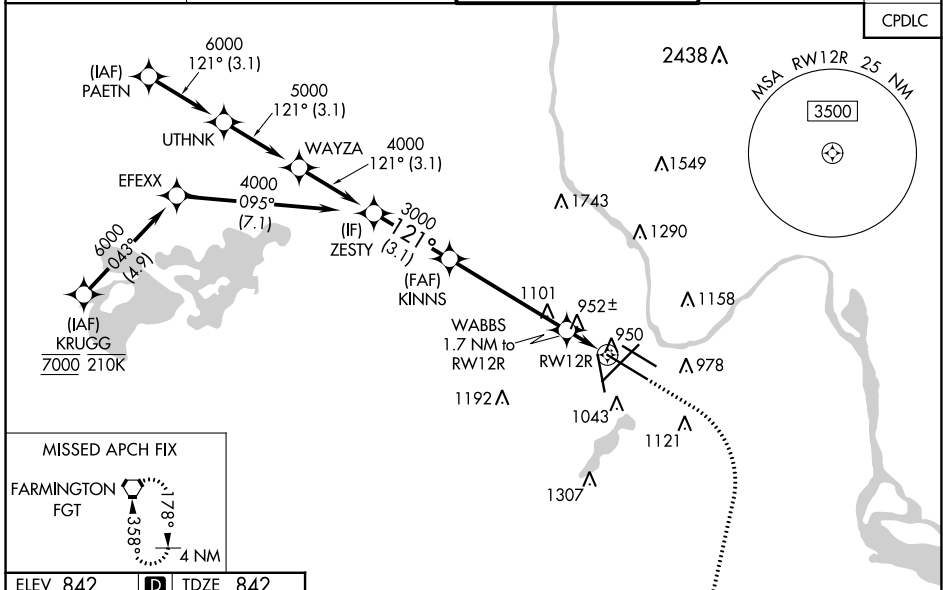 CPDLC
6000
121° (3.1)
(IAF)
PAETN
5000
121° (3.1)
UTHNK
WAYZA
4000
121° (3.1)
EFEXX
4000
095°
(7.1)
(IF)
ZESTY
3000
121°
(3.1)
6000
043°
(4.9)
(IAF)
KRUGG
7000 210K
(FAF)
KINNS
WABBS
1.7 NM to
RW12R
RW12R
1101
952±
950
2438
1549
1743
1290
1158
978
1192
1043
1121
1307
MSA RW12R 25 NM
3500
MISSED APCH FIX
FARMINGTON
FGT
178°
358°
4 NM
ELEV 842 D TDZE 842